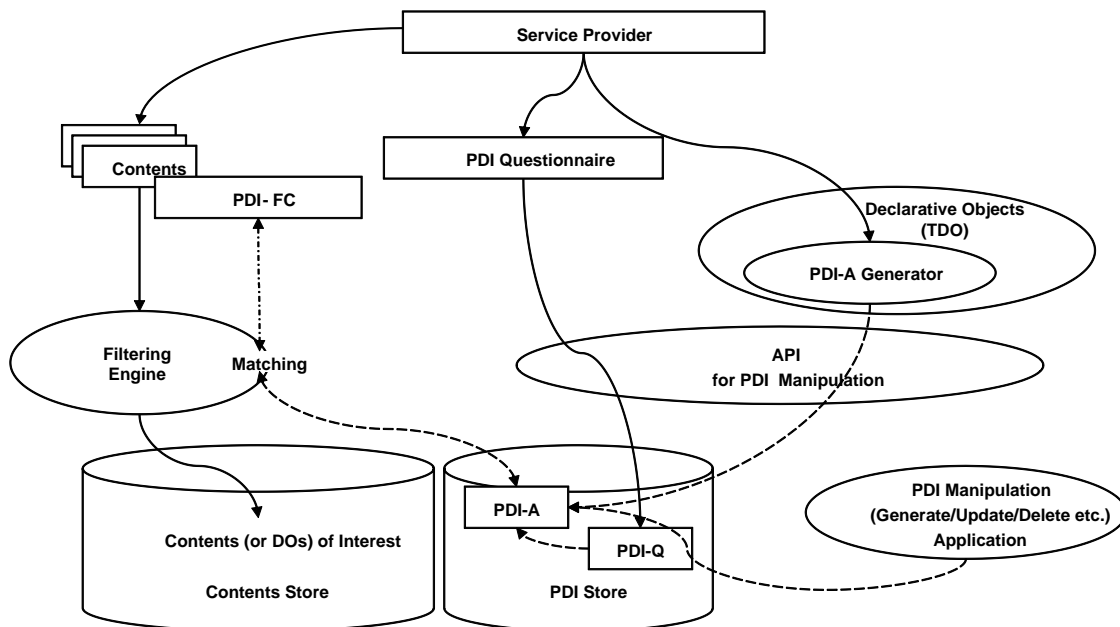 Service Provider
Contents
PDI Questionnaire
PDI- FC
Declarative Objects
(TDO)
PDI-A Generator
Filtering
Engine
Matching
API
for PDI Manipulation
PDI-A
PDI-Q
Contents (or DOs) of Interest
Contents Store
PDI Store
PDI Manipulation
(Generate/Update/Delete etc.)
Application